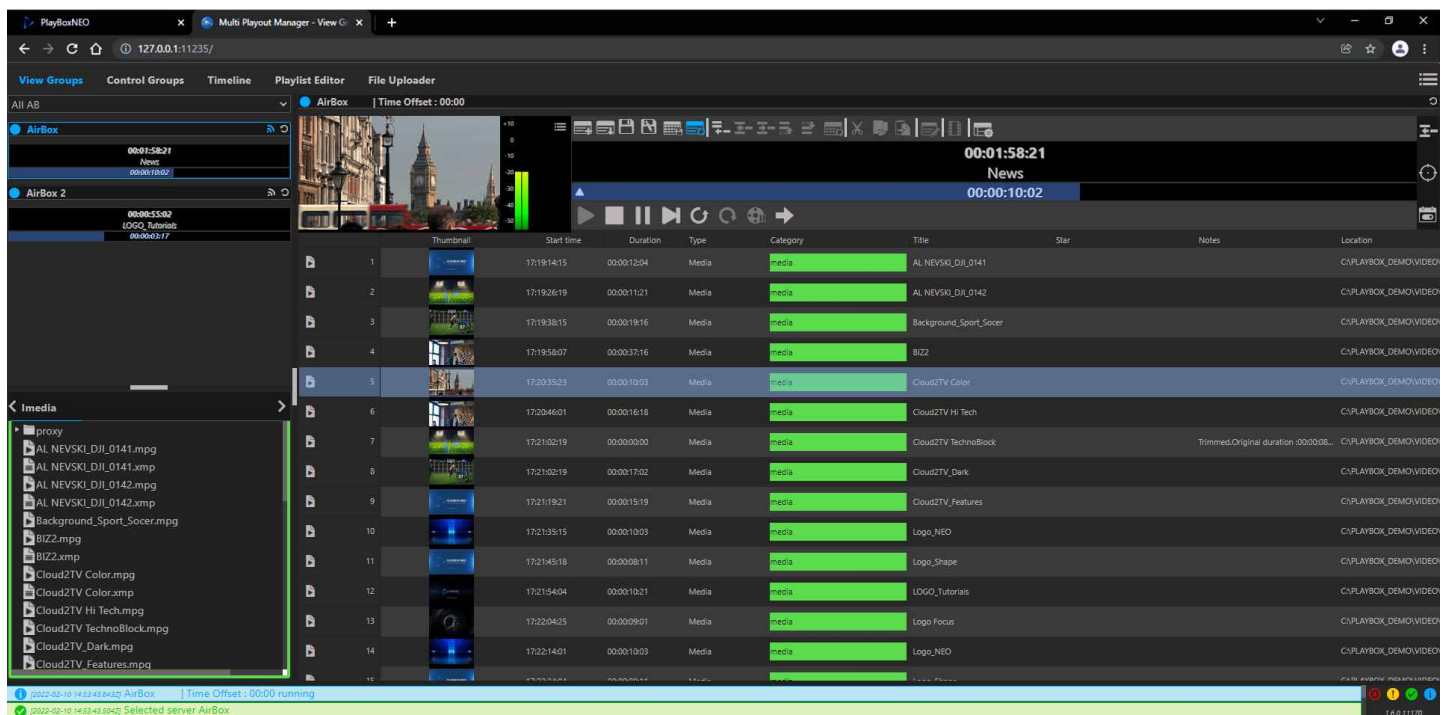 PlayBoxNEO
Multi Playout Manager - View Gr
127.0.0.1:11235/
View Groups Control Groups Timeline Playlist Editor File Uploader
All AB
AirBox | Time Offset : 00:00
AirBox
00:01:58:21
News
00:00:10:02
AirBox 2
00:00:55:02
LOGO_Tutorials
00:00:03:17
+10
0
-10
-20
-30
-40
-50
00:01:58:21
News
00:00:10:02
Thumbnail Start time Duration Type Category Title Star Notes Location
1 17:19:14:15 00:00:12:04 Media media AL NEVSKI_DJI_0141 C:\PLAYBOX_DEMO\VIDEO\
2 17:19:26:19 00:00:11:21 Media media AL NEVSKI_DJI_0142 C:\PLAYBOX_DEMO\VIDEO\
3 17:19:38:15 00:00:19:16 Media media Background_Sport_Socer C:\PLAYBOX_DEMO\VIDEO\
4 17:19:58:07 00:00:37:16 Media media BIZ2 C:\PLAYBOX_DEMO\VIDEO\
5 17:20:35:23 00:00:10:03 Media media Cloud2TV Color C:\PLAYBOX_DEMO\VIDEO\
6 17:20:46:01 00:00:16:18 Media media Cloud2TV Hi Tech C:\PLAYBOX_DEMO\VIDEO\
7 17:21:02:19 00:00:00:00 Media media Cloud2TV TechnoBlock Trimmed.Original duration :00:00:08... C:\PLAYBOX_DEMO\VIDEO\
8 17:21:02:19 00:00:17:02 Media media Cloud2TV_Dark C:\PLAYBOX_DEMO\VIDEO\
9 17:21:19:21 00:00:15:19 Media media Cloud2TV_Features C:\PLAYBOX_DEMO\VIDEO\
10 17:21:35:15 00:00:10:03 Media media Logo_NEO C:\PLAYBOX_DEMO\VIDEO\
11 17:21:45:18 00:00:08:11 Media media Logo_Shape C:\PLAYBOX_DEMO\VIDEO\
12 17:21:54:04 00:00:10:21 Media media LOGO_Tutorials C:\PLAYBOX_DEMO\VIDEO\
13 17:22:04:25 00:00:09:01 Media media Logo Focus C:\PLAYBOX_DEMO\VIDEO\
14 17:22:14:01 00:00:10:03 Media media Logo_NEO C:\PLAYBOX_DEMO\VIDEO\
15
Imedia
proxy
AL NEVSKI_DJI_0141.mpg
AL NEVSKI_DJI_0141.xmp
AL NEVSKI_DJI_0142.mpg
AL NEVSKI_DJI_0142.xmp
Background_Sport_Socer.mpg
BIZ2.mpg
BIZ2.xmp
Cloud2TV Color.mpg
Cloud2TV Color.xmp
Cloud2TV Hi Tech.mpg
Cloud2TV TechnoBlock.mpg
Cloud2TV_Dark.mpg
Cloud2TV_Features.mpg
[2022-02-10 14:53:43.843Z] AirBox | Time Offset : 00:00 running
[2022-02-10 14:53:43.504Z] Selected server AirBox
1.6.0.11170